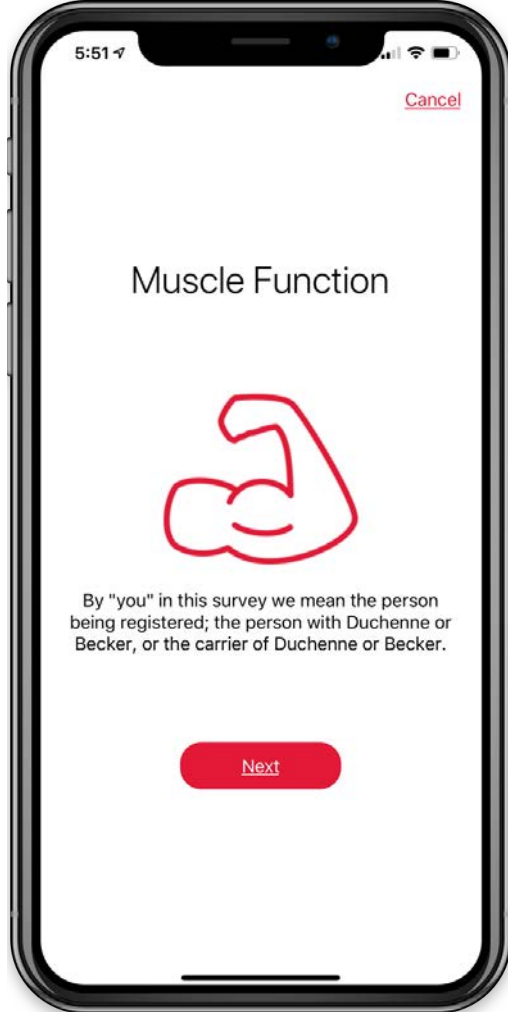 5:51
Cancel
Muscle Function
By "you" in this survey we mean the person
being registered; the person with Duchenne or
Becker, or the carrier of Duchenne or Becker.
Next